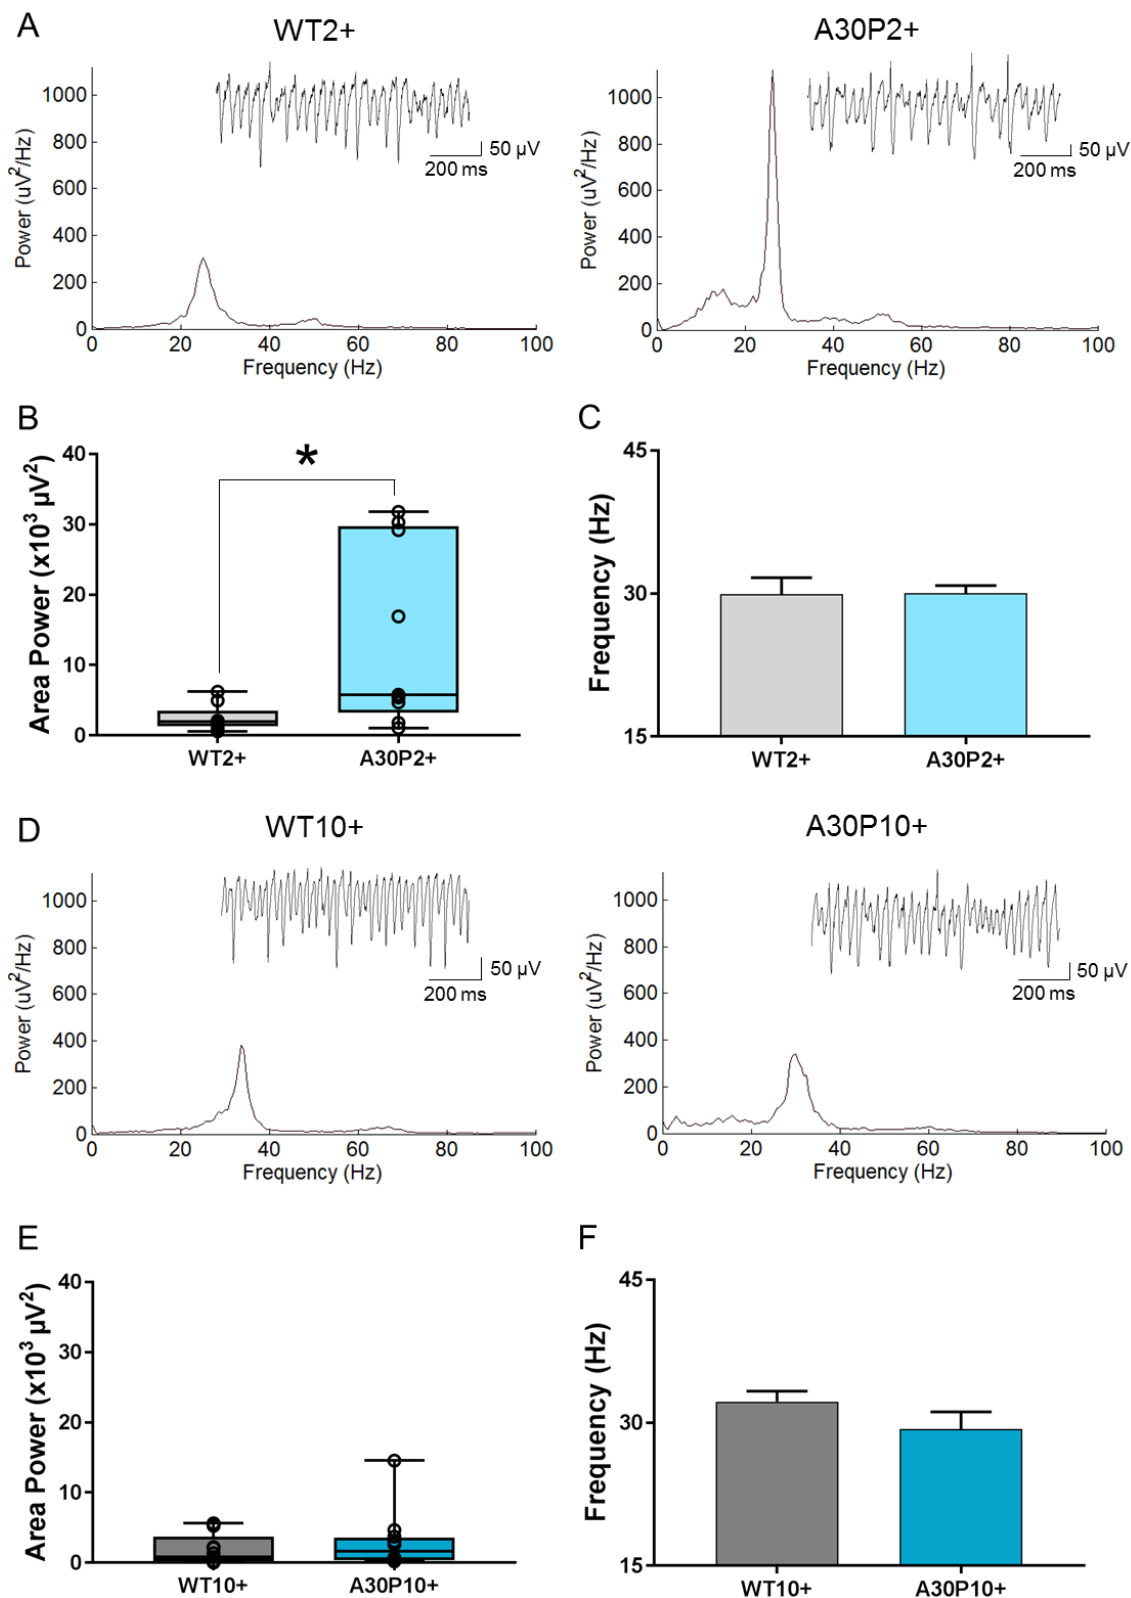 A
WT2+
A30P2+
Power (uV²/Hz)
1000
800
600
400
200
0
0 20 40 60 80 100
Frequency (Hz)
50 µV
200 ms
Power (uV²/Hz)
1000
800
600
400
200
0
0 20 40 60 80 100
Frequency (Hz)
50 µV
200 ms
B
Area Power (x10³ µV²)
40
30
20
10
0
*
WT2+ A30P2+
C
Frequency (Hz)
45
30
15
WT2+ A30P2+
D
WT10+
A30P10+
Power (uV²/Hz)
1000
800
600
400
200
0
0 20 40 60 80 100
Frequency (Hz)
50 µV
200 ms
Power (uV²/Hz)
1000
800
600
400
200
0
0 20 40 60 80 100
Frequency (Hz)
50 µV
200 ms
E
Area Power (x10³ µV²)
40
30
20
10
0
WT10+ A30P10+
F
Frequency (Hz)
45
30
15
WT10+ A30P10+